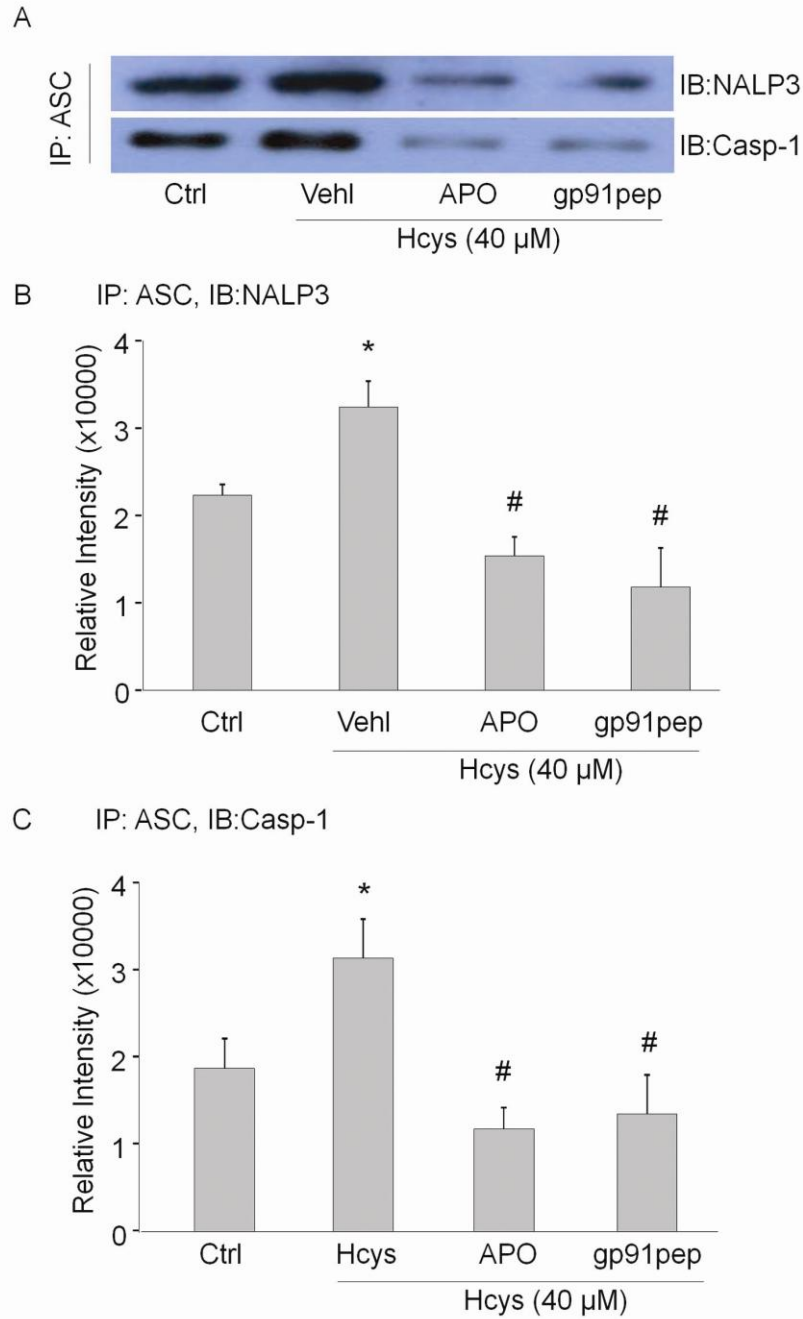 A
IP: ASC
IB:NALP3
IB:Casp-1
Ctrl Vehl APO gp91pep
Hcys (40 µM)
B IP: ASC, IB:NALP3
Relative Intensity (x10000)
4
3
2
1
0
*
#
#
Ctrl Vehl APO gp91pep
Hcys (40 µM)
C IP: ASC, IB:Casp-1
Relative Intensity (x10000)
4
3
2
1
0
*
#
#
Ctrl Hcys APO gp91pep
Hcys (40 µM)